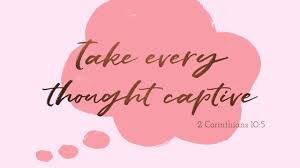 Take every
thought captive
2 Corinthians 10:5